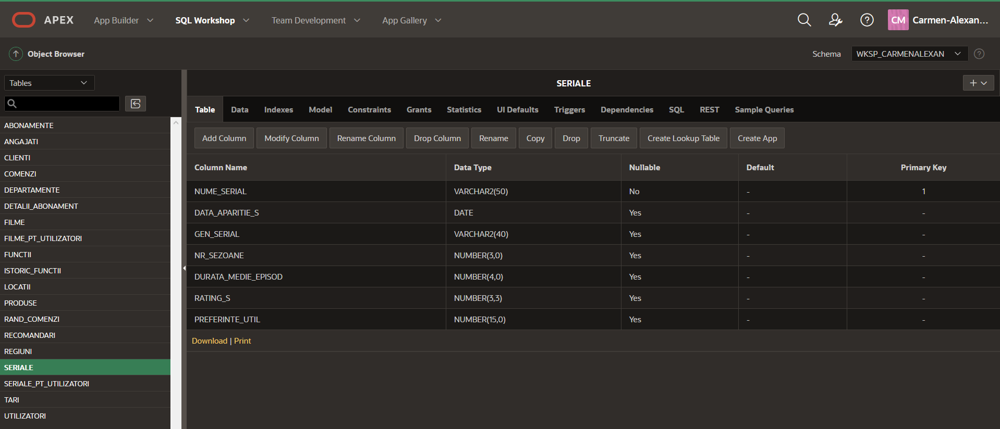 APEX App Builder SQL Workshop Team Development App Gallery CM Carmen-Alexan...
Object Browser Schema WKSP_CARMENALEXAN
Tables
SERIALE
Table Data Indexes Model Constraints Grants Statistics UI Defaults Triggers Dependencies SQL REST Sample Queries
Add Column Modify Column Rename Column Drop Column Rename Copy Drop Truncate Create Lookup Table Create App
Column Name Data Type Nullable Default Primary Key
NUME_SERIAL VARCHAR2(50) No - 1
DATA_APARITIE_S DATE Yes - -
GEN_SERIAL VARCHAR2(40) Yes - -
NR_SEZOANE NUMBER(3,0) Yes - -
DURATA_MEDIE_EPISOD NUMBER(4,0) Yes - -
RATING_S NUMBER(3,3) Yes - -
PREFERINTE_UTIL NUMBER(15,0) Yes - -
Download | Print
ABONAMENTE
ANGAJATI
CLIENTI
COMENZI
DEPARTAMENTE
DETALII_ABONAMENT
FILME
FILME_PT_UTILIZATORI
FUNCTII
ISTORIC_FUNCTII
LOCATII
PRODUSE
RAND_COMENZI
RECOMANDARI
REGIUNI
SERIALE
SERIALE_PT_UTILIZATORI
TARI
UTILIZATORI